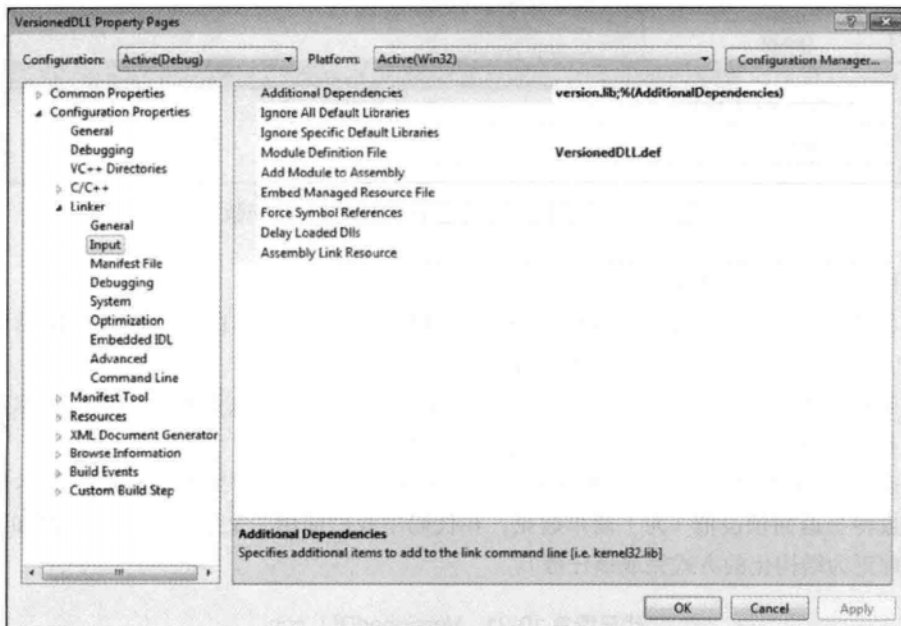 VersionedDLL Property Pages
Configuration: Active(Debug) Platform: Active(Win32) Configuration Manager...
Common Properties
Configuration Properties
General
Debugging
VC++ Directories
C/C++
Linker
General
Input
Manifest File
Debugging
System
Optimization
Embedded IDL
Advanced
Command Line
Manifest Tool
Resources
XML Document Generator
Browse Information
Build Events
Custom Build Step
Additional Dependencies version.lib;%(AdditionalDependencies)
Ignore All Default Libraries
Ignore Specific Default Libraries
Module Definition File VersionedDLL.def
Add Module to Assembly
Embed Managed Resource File
Force Symbol References
Delay Loaded Dlls
Assembly Link Resource
Additional Dependencies
Specifies additional items to add to the link command line [i.e. kernel32.lib]
OK Cancel Apply